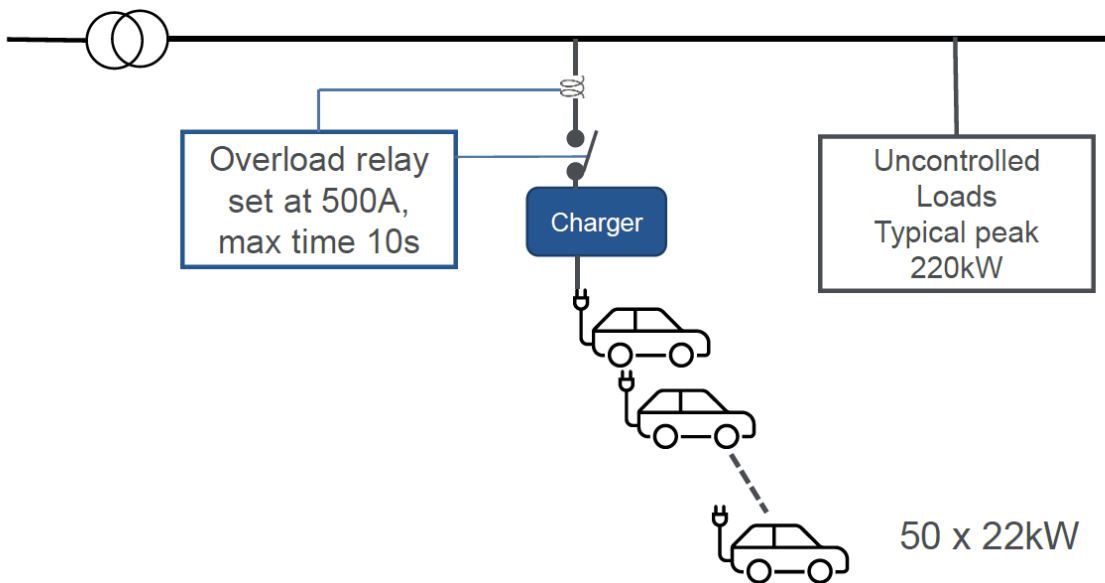 Overload relay
set at 500A,
max time 10s
Charger
Uncontrolled
Loads
Typical peak
220kW
50 x 22kW